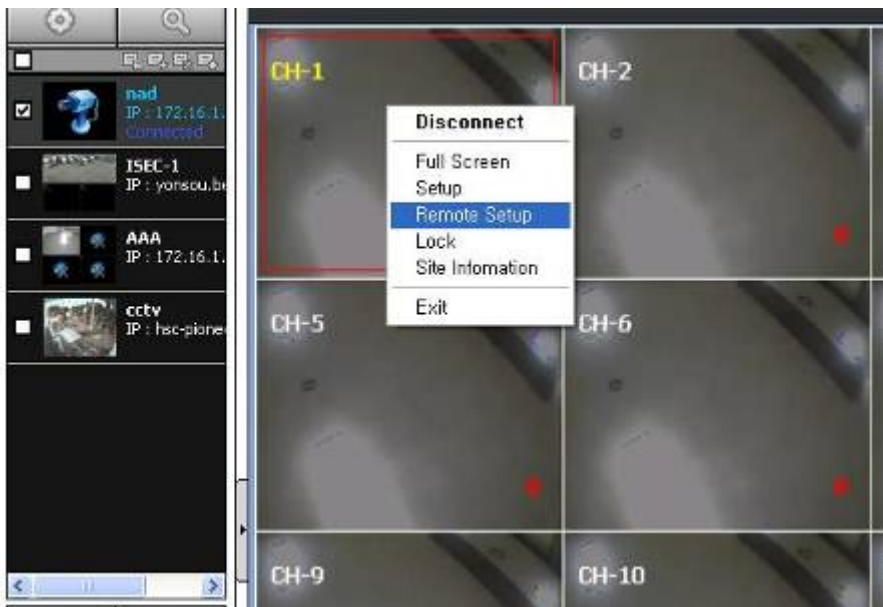 nad
IP : 172.16.1.
Connected
ISEC-1
IP : yonsou.be
AAA
IP : 172.16.1.
cctv
IP : hsc-pione
CH-1
CH-2
Disconnect
Full Screen
Setup
Remote Setup
Lock
Site Infomation
Exit
CH-5
CH-6
CH-9
CH-10